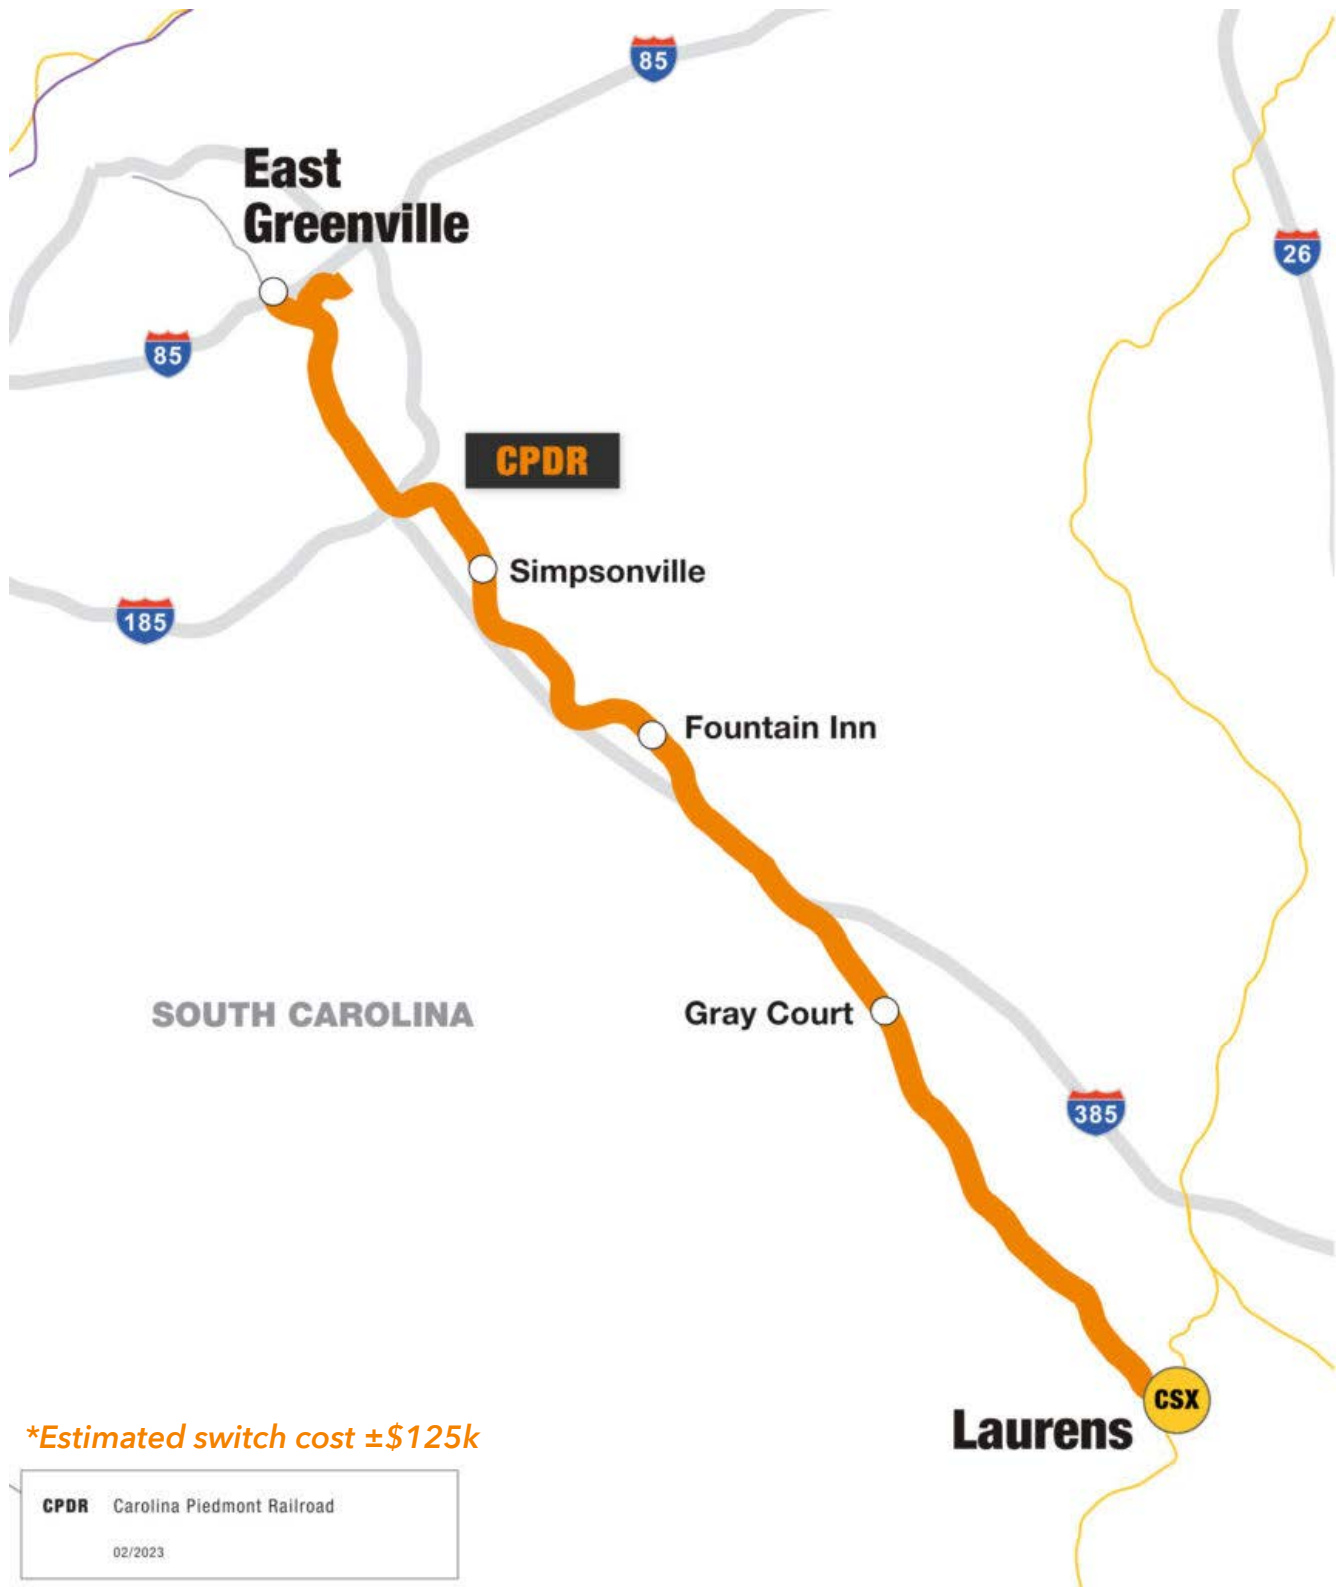 85
East
Greenville
26
85
CPDR
Simpsonville
185
Fountain Inn
SOUTH CAROLINA
Gray Court
385
CSX
Laurens
*Estimated switch cost ±$125k
CPDR Carolina Piedmont Railroad
02/2023